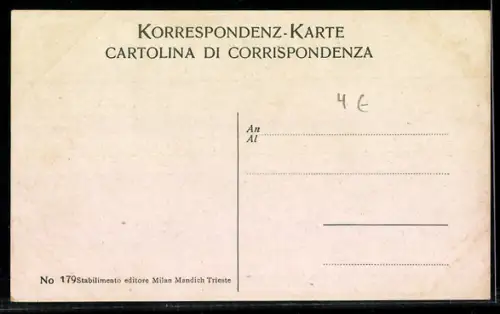 KORRESPONDENZ-KARTE
CARTOLINA DI CORRISPONDENZA
4 €
An
Al
No 179 Stabilimento editore Milan Mandich Trieste